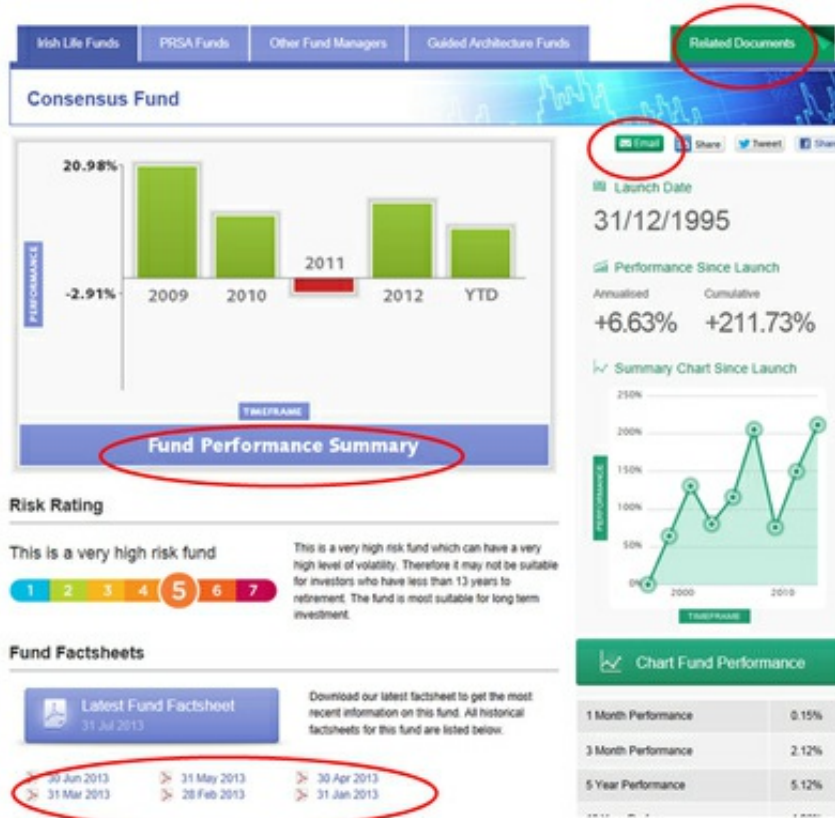 Irish Life Funds
PRSA Funds
Other Fund Managers
Guided Architecture Funds
Related Documents
Consensus Fund
Email
Share
Tweet
Share
20.98%
-2.91%
PERFORMANCE
2009
2010
2011
2012
YTD
TIMEFRAME
Fund Performance Summary
Launch Date
31/12/1995
Performance Since Launch
Annualised Cumulative
+6.63% +211.73%
Summary Chart Since Launch
250%
200%
150%
100%
50%
0%
PERFORMANCE
2000 2010
TIMEFRAME
Risk Rating
This is a very high risk fund
1 2 3 4 5 6 7
This is a very high risk fund which can have a very
high level of volatility. Therefore it may not be suitable
for investors who have less than 13 years to
retirement. The fund is most suitable for long term
investment.
Fund Factsheets
Latest Fund Factsheet
31 Jul 2013
Download our latest factsheet to get the most
recent information on this fund. All historical
factsheets for this fund are listed below.
30 Jun 2013 31 May 2013 30 Apr 2013
31 Mar 2013 28 Feb 2013 31 Jan 2013
Chart Fund Performance
1 Month Performance 0.15%
3 Month Performance 2.12%
5 Year Performance 5.12%